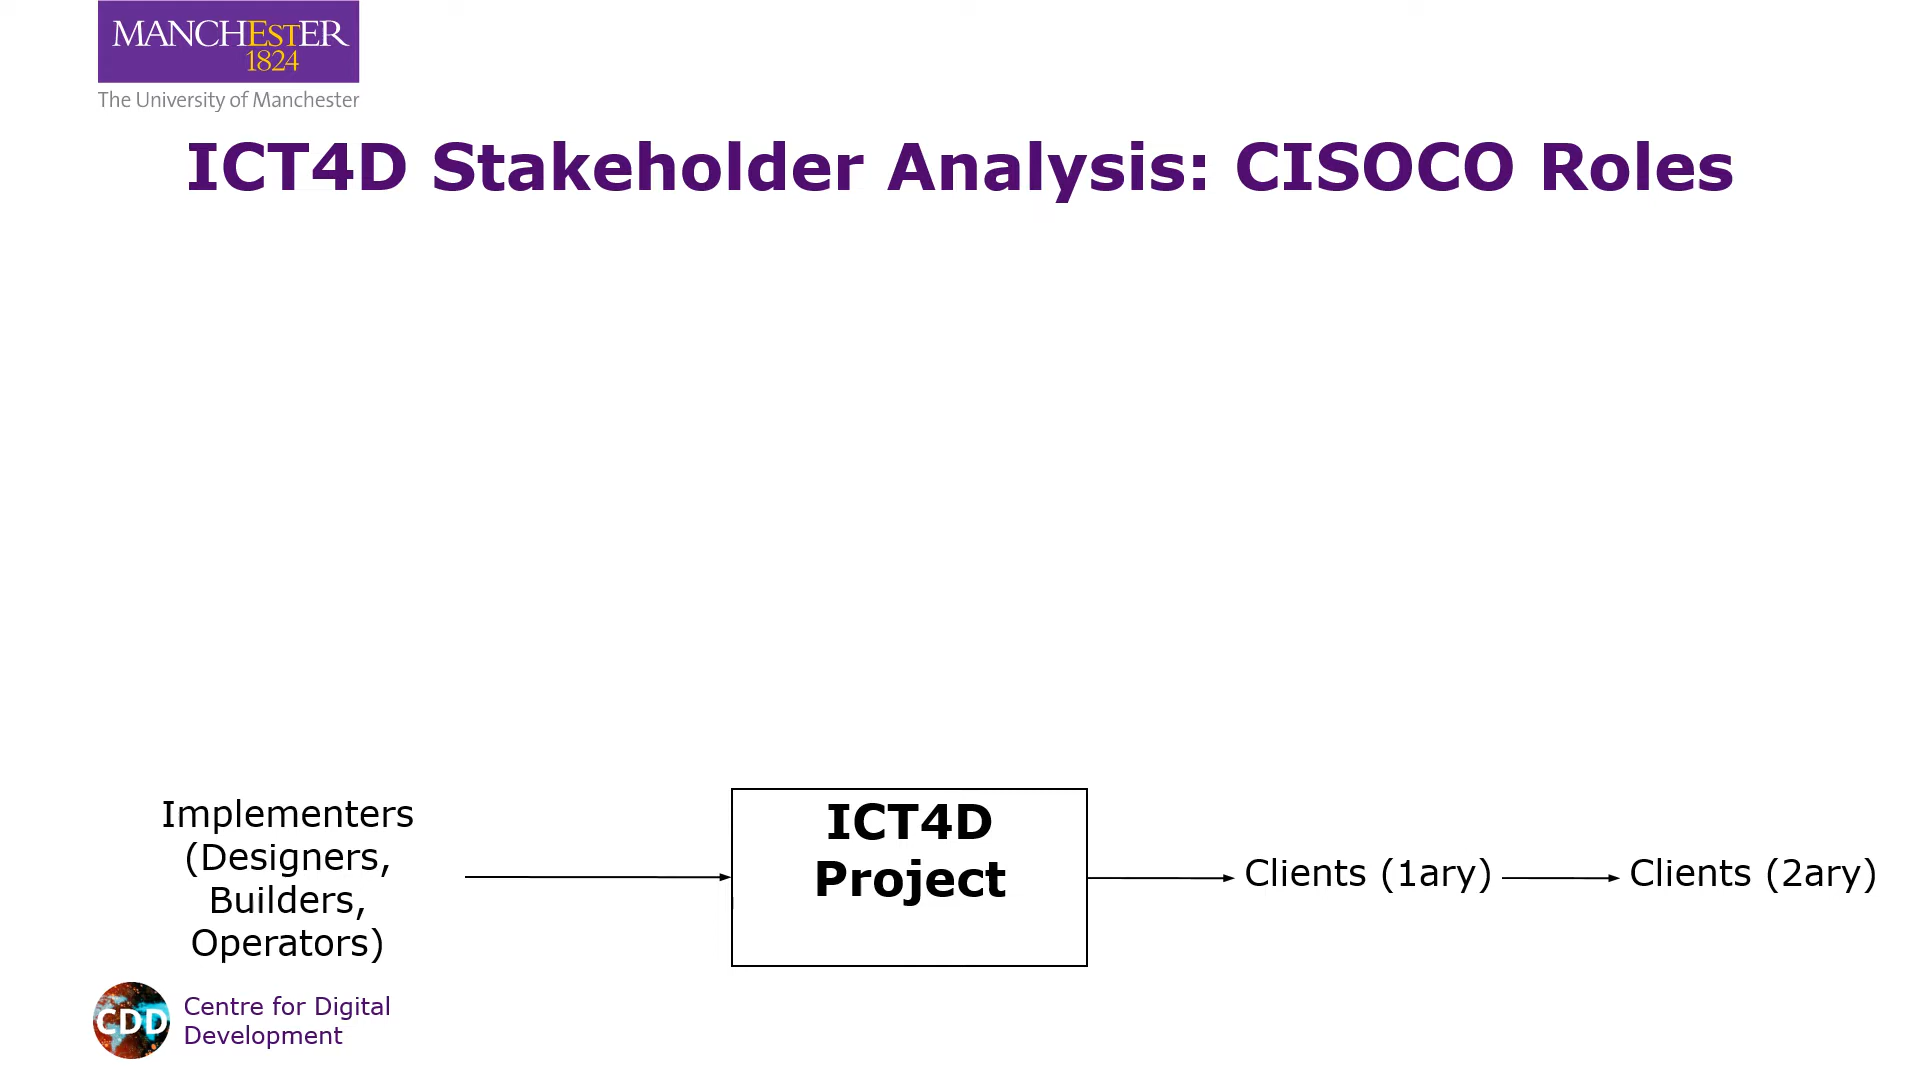 MANCHESTER
1824
The University of Manchester
ICT4D Stakeholder Analysis: CISOCO Roles
Implementers
(Designers,
Builders,
Operators)
ICT4D
Project
Clients (1ary)
Clients (2ary)
CDD
Centre for Digital
Development